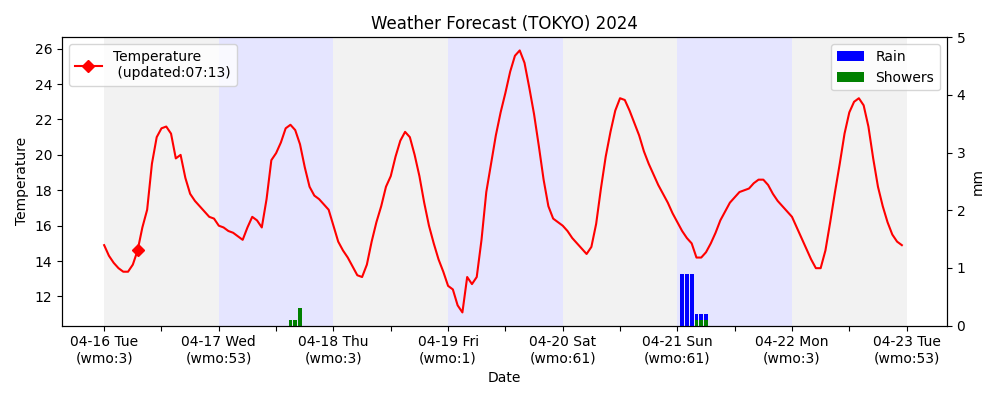 Weather Forecast (TOKYO) 2024
Temperature
(updated:07:13)
Rain
Showers
26
24
22
20
18
16
14
12
Temperature
5
4
3
2
1
0
mm
04-16 Tue
(wmo:3)
04-17 Wed
(wmo:53)
04-18 Thu
(wmo:3)
04-19 Fri
(wmo:1)
04-20 Sat
(wmo:61)
04-21 Sun
(wmo:61)
04-22 Mon
(wmo:3)
04-23 Tue
(wmo:53)
Date